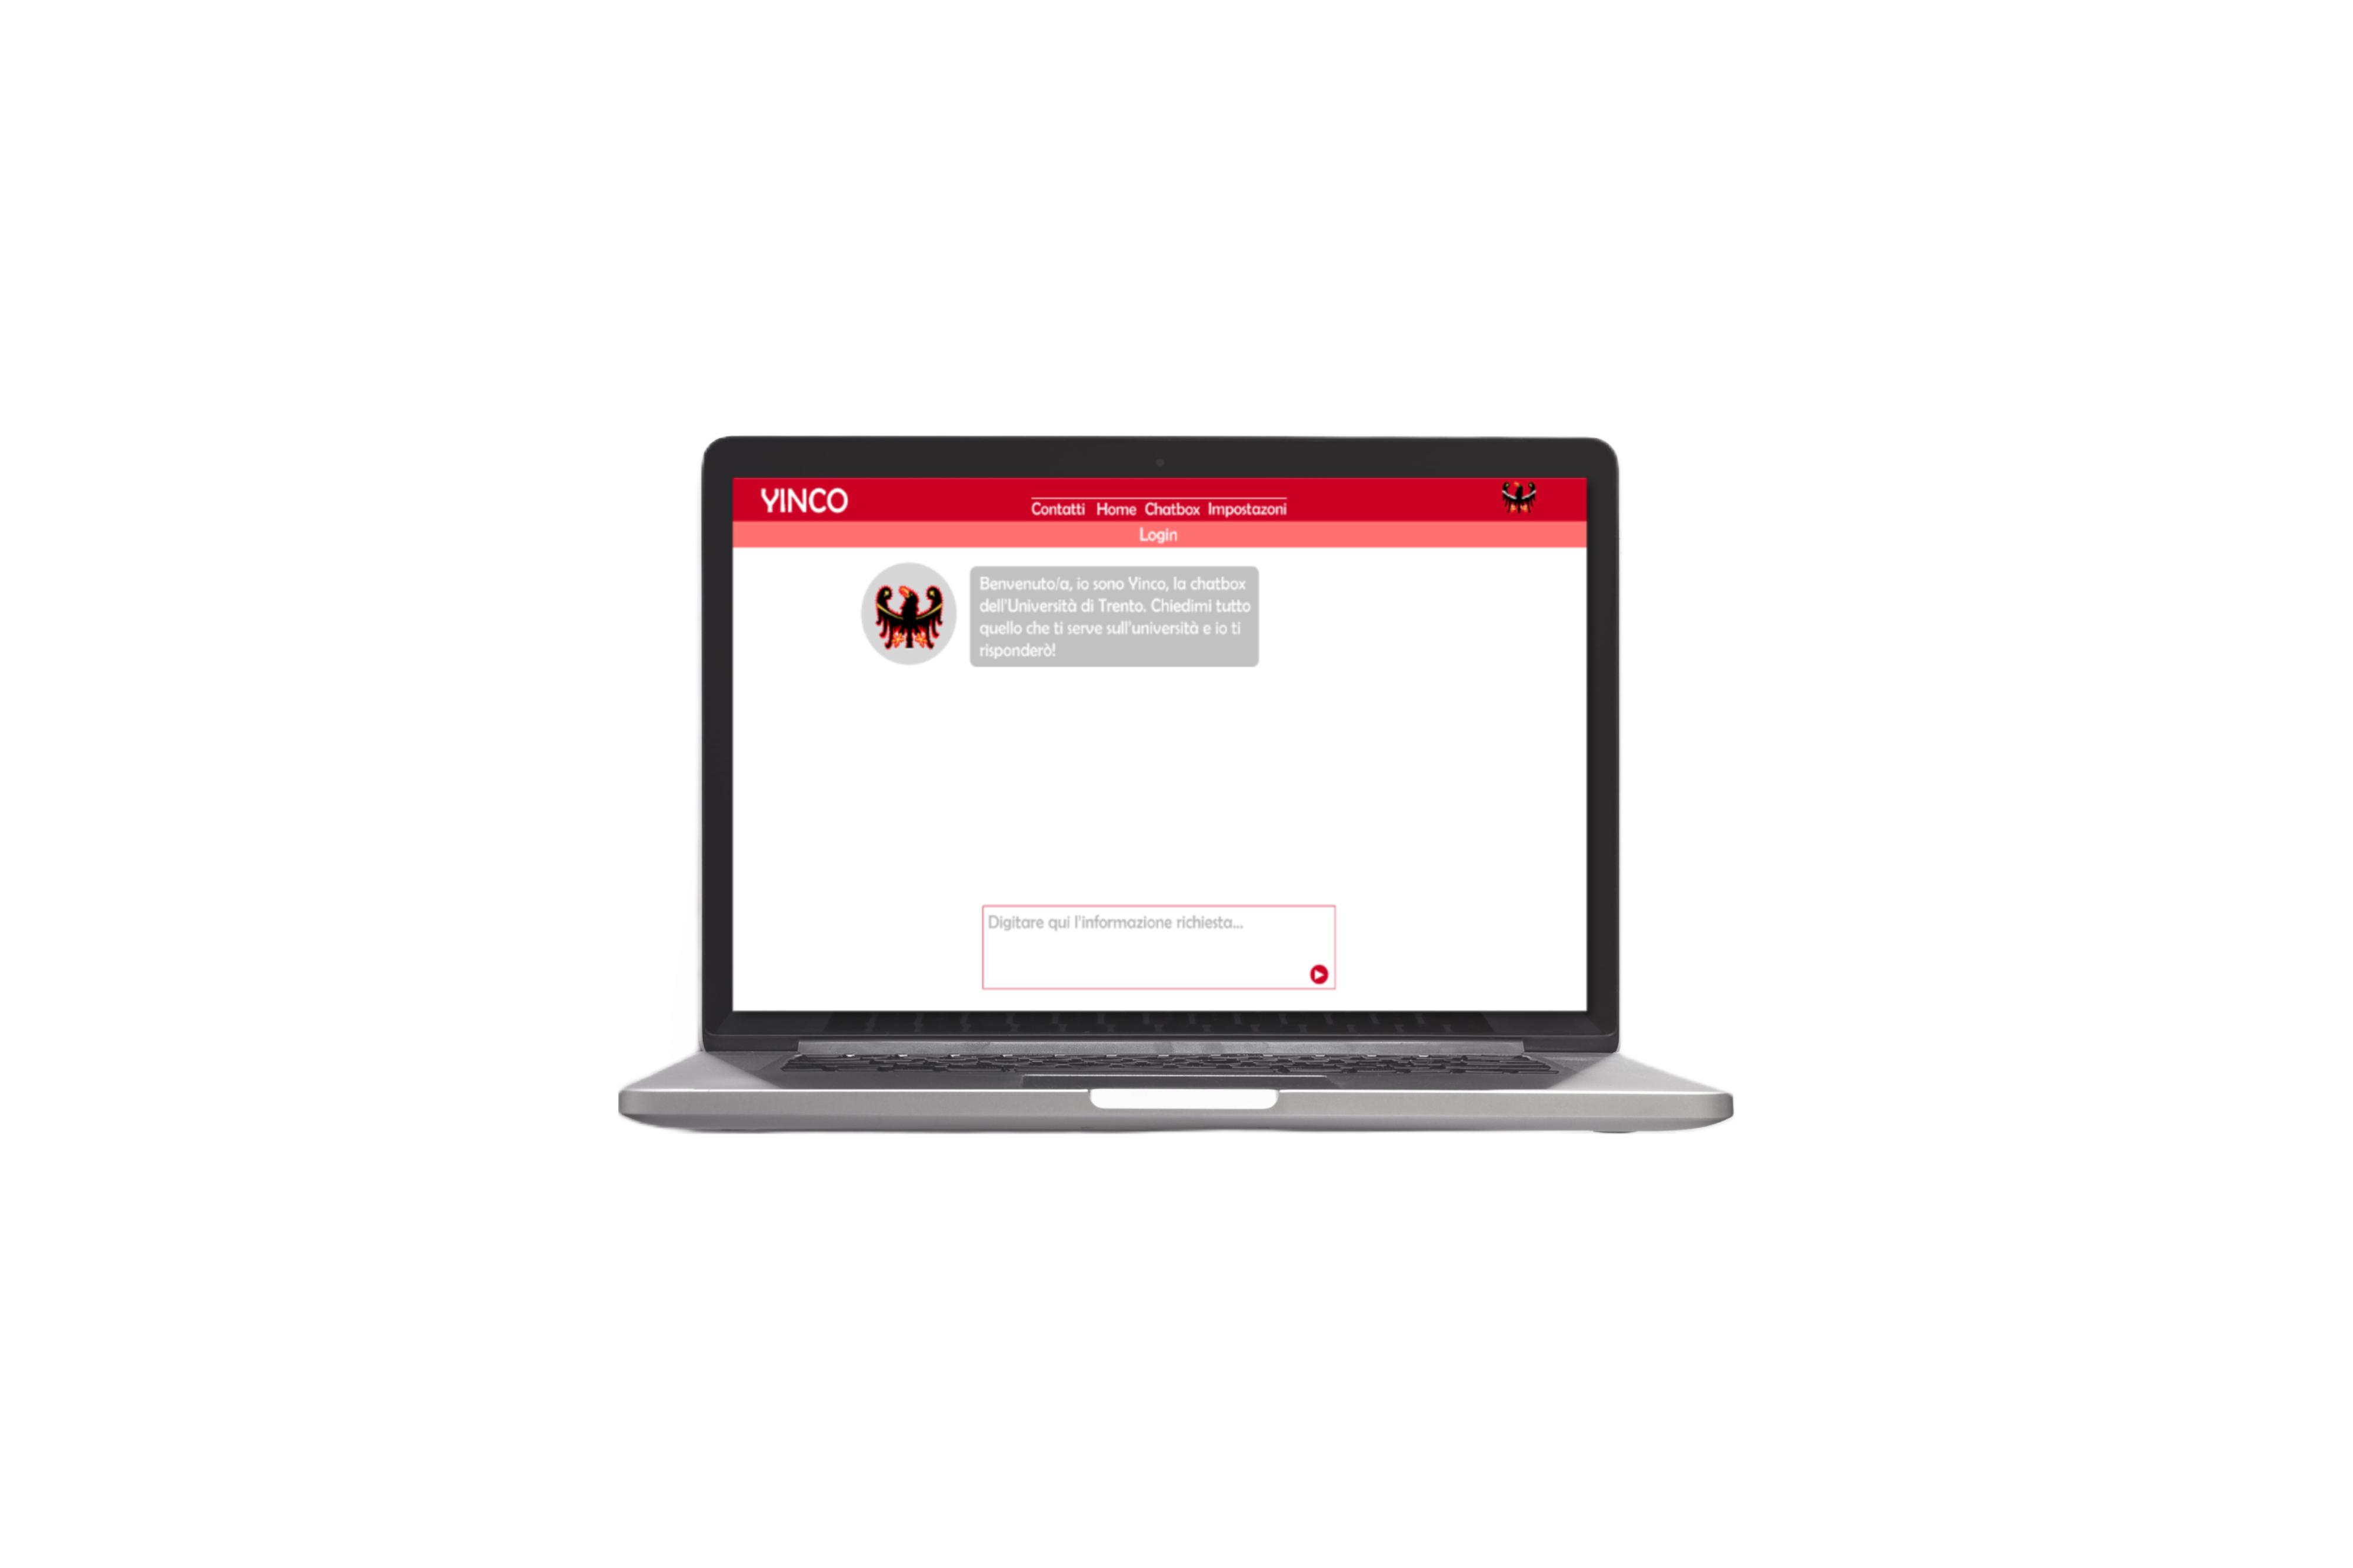 YINCO
Contatti Home Chatbox Impostazoni
Login
Benvenuto/a, io sono Yinco, la chatbox
dell'Università di Trento. Chiedimi tutto
quello che ti serve sull'università e io ti
risponderò!
Digitare qui l'informazione richiesta...